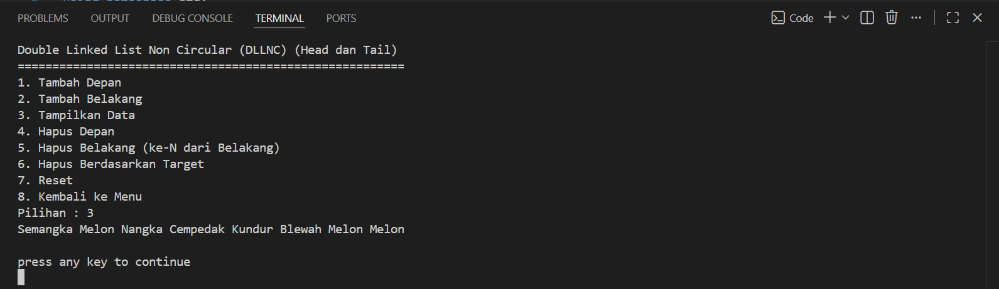 PROBLEMS OUTPUT DEBUG CONSOLE TERMINAL PORTS Code
Double Linked List Non Circular (DLLNC) (Head dan Tail)
========================================================
1. Tambah Depan
2. Tambah Belakang
3. Tampilkan Data
4. Hapus Depan
5. Hapus Belakang (ke-N dari Belakang)
6. Hapus Berdasarkan Target
7. Reset
8. Kembali ke Menu
Pilihan : 3
Semangka Melon Nangka Cempedak Kundur Blewah Melon Melon
press any key to continue